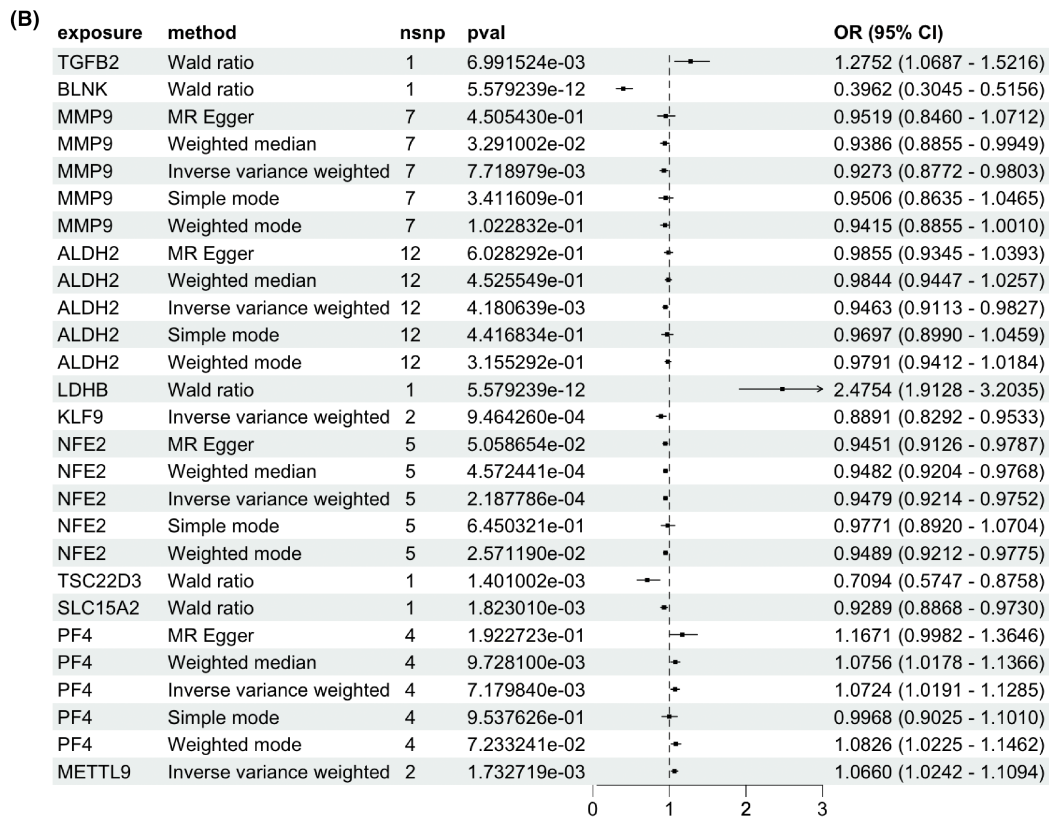 (B)
exposure method nsnp pval OR (95% CI)
TGFB2 Wald ratio 1 6.991524e-03 1.2752 (1.0687 - 1.5216)
BLNK Wald ratio 1 5.579239e-12 0.3962 (0.3045 - 0.5156)
MMP9 MR Egger 7 4.505430e-01 0.9519 (0.8460 - 1.0712)
MMP9 Weighted median 7 3.291002e-02 0.9386 (0.8855 - 0.9949)
MMP9 Inverse variance weighted 7 7.718979e-03 0.9273 (0.8772 - 0.9803)
MMP9 Simple mode 7 3.411609e-01 0.9506 (0.8635 - 1.0465)
MMP9 Weighted mode 7 1.022832e-01 0.9415 (0.8855 - 1.0010)
ALDH2 MR Egger 12 6.028292e-01 0.9855 (0.9345 - 1.0393)
ALDH2 Weighted median 12 4.525549e-01 0.9844 (0.9447 - 1.0257)
ALDH2 Inverse variance weighted 12 4.180639e-03 0.9463 (0.9113 - 0.9827)
ALDH2 Simple mode 12 4.416834e-01 0.9697 (0.8990 - 1.0459)
ALDH2 Weighted mode 12 3.155292e-01 0.9791 (0.9412 - 1.0184)
LDHB Wald ratio 1 5.579239e-12 2.4754 (1.9128 - 3.2035)
KLF9 Inverse variance weighted 2 9.464260e-04 0.8891 (0.8292 - 0.9533)
NFE2 MR Egger 5 5.058654e-02 0.9451 (0.9126 - 0.9787)
NFE2 Weighted median 5 4.572441e-04 0.9482 (0.9204 - 0.9768)
NFE2 Inverse variance weighted 5 2.187786e-04 0.9479 (0.9214 - 0.9752)
NFE2 Simple mode 5 6.450321e-01 0.9771 (0.8920 - 1.0704)
NFE2 Weighted mode 5 2.571190e-02 0.9489 (0.9212 - 0.9775)
TSC22D3 Wald ratio 1 1.401002e-03 0.7094 (0.5747 - 0.8758)
SLC15A2 Wald ratio 1 1.823010e-03 0.9289 (0.8868 - 0.9730)
PF4 MR Egger 4 1.922723e-01 1.1671 (0.9982 - 1.3646)
PF4 Weighted median 4 9.728100e-03 1.0756 (1.0178 - 1.1366)
PF4 Inverse variance weighted 4 7.179840e-03 1.0724 (1.0191 - 1.1285)
PF4 Simple mode 4 9.537626e-01 0.9968 (0.9025 - 1.1010)
PF4 Weighted mode 4 7.233241e-02 1.0826 (1.0225 - 1.1462)
METTL9 Inverse variance weighted 2 1.732719e-03 1.0660 (1.0242 - 1.1094)
0 1 2 3